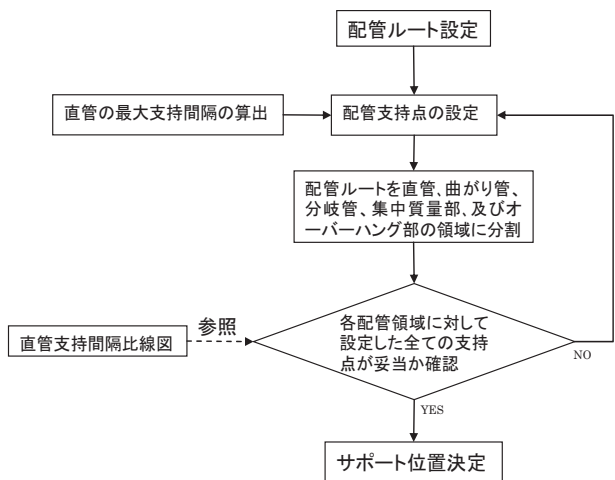 配管ルート設定
直管の最大支持間隔の算出
配管支持点の設定
配管ルートを直管、曲がり管、
分岐管、集中質量部、及びオ
ーバーハング部の領域に分割
参照
直管支持間隔比線図
各配管領域に対して
設定した全ての支持
点が妥当か確認
NO
YES
サポート位置決定